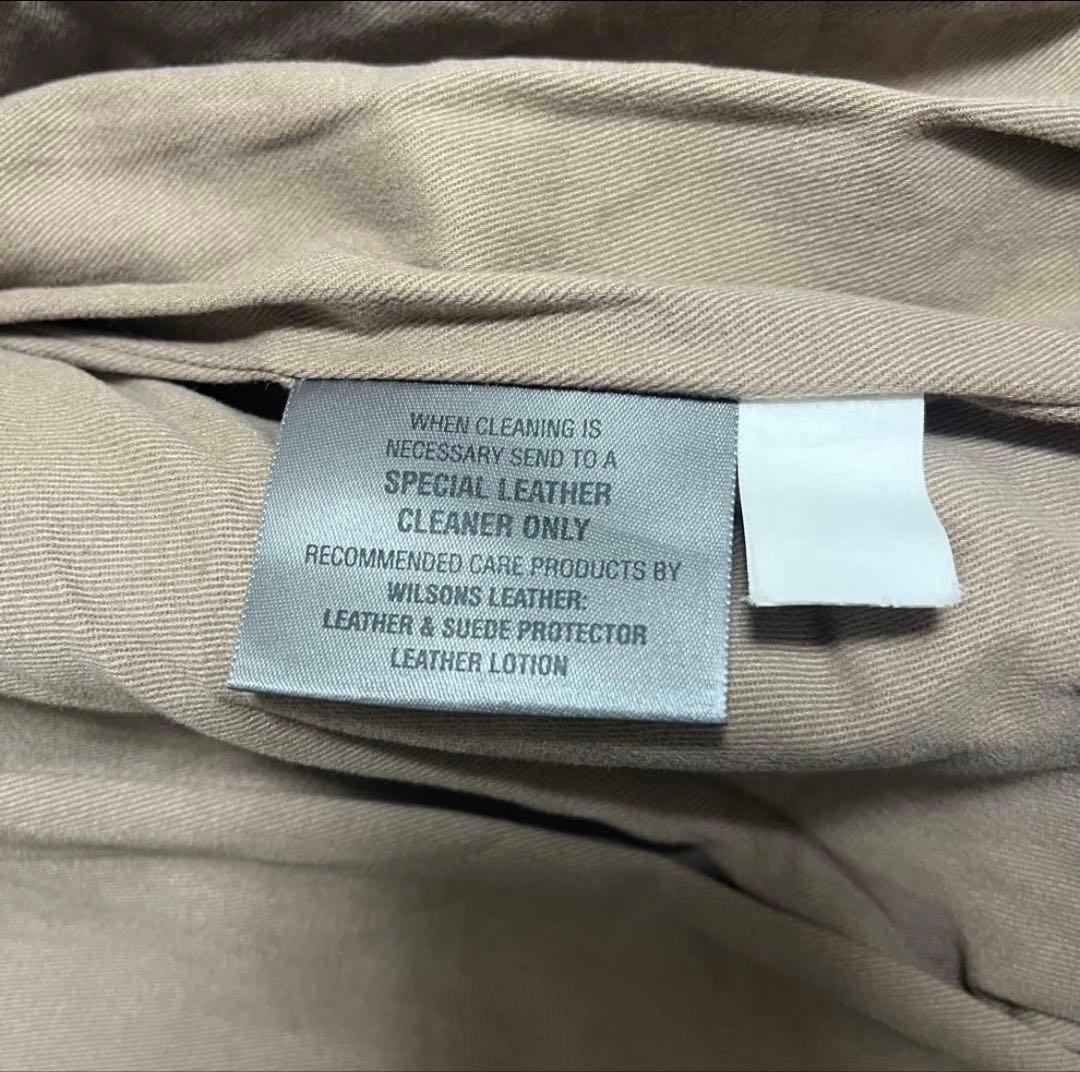 WHEN CLEANING IS
NECESSARY SEND TO A
SPECIAL LEATHER
CLEANER ONLY
RECOMMENDED CARE PRODUCTS BY
WILSONS LEATHER:
LEATHER & SUEDE PROTECTOR
LEATHER LOTION